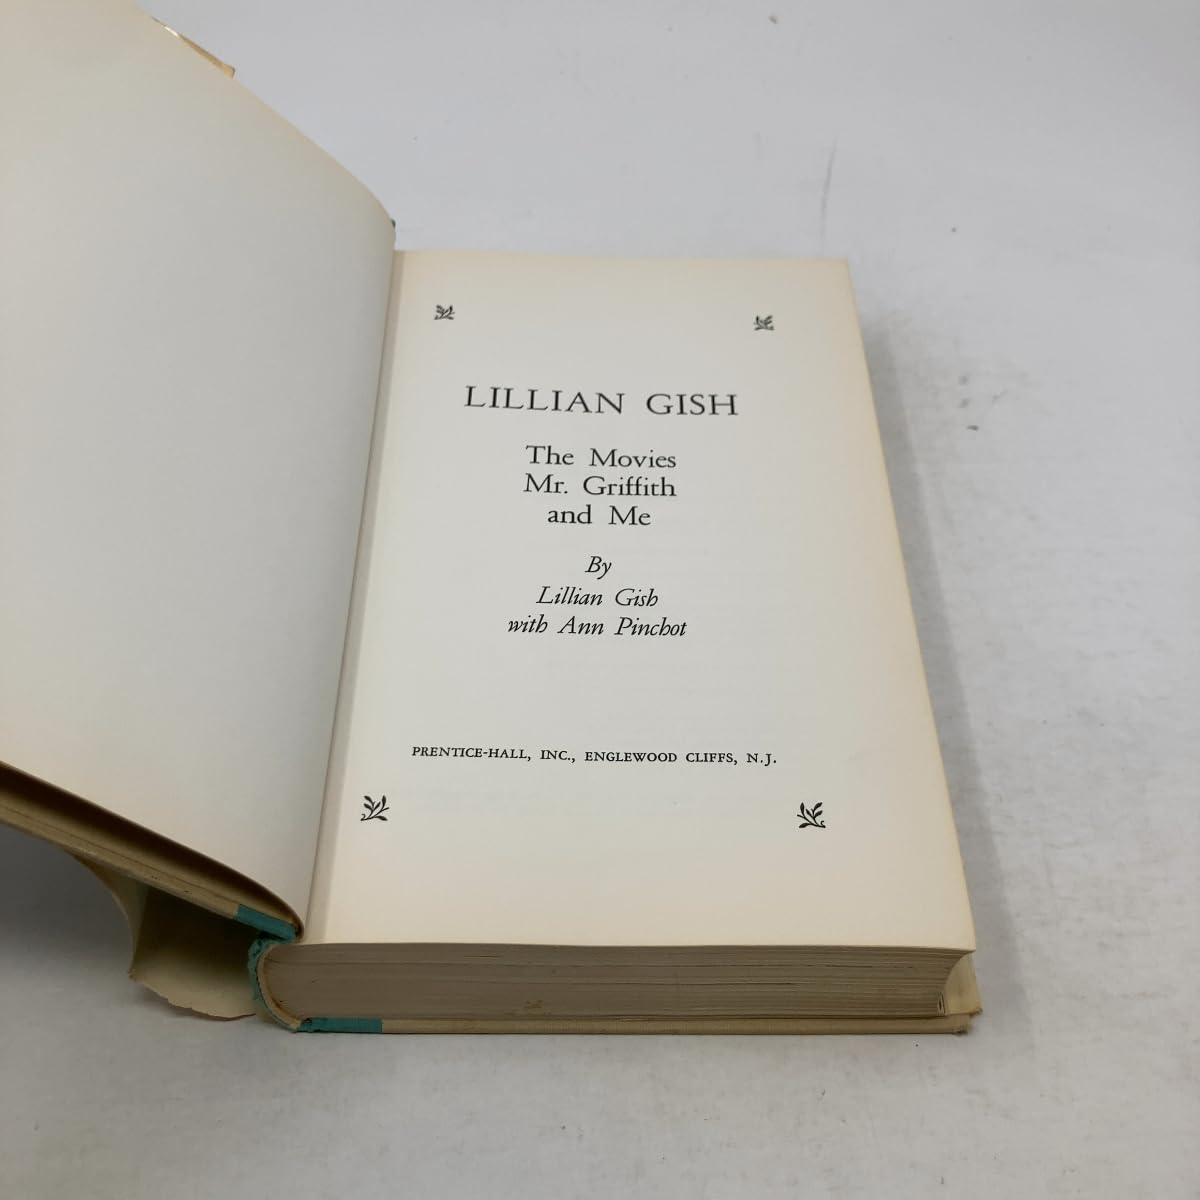 LILLIAN GISH
The Movies
Mr. Griffith
and Me
By
Lillian Gish
with Ann Pinchot
PRENTICE-HALL, INC., ENGLEWOOD CLIFFS, N.J.